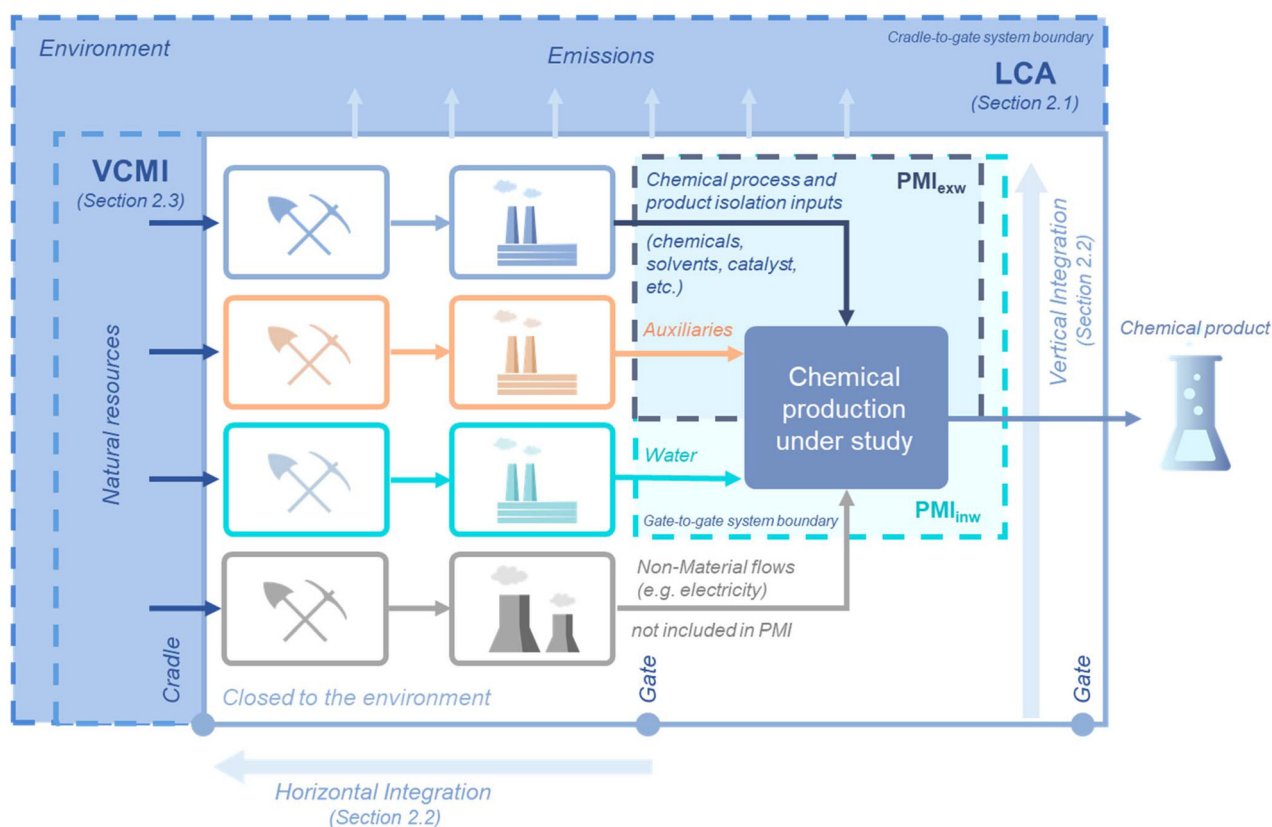 Environment
Emissions
Cradle-to-gate system boundary
LCA
(Section 2.1)
VCMI
(Section 2.3)
Natural resources
Cradle
Chemical process and
product isolation inputs
(chemicals,
solvents, catalyst,
etc.)
PMIexw
Auxiliaries
Chemical
production
under study
Water
Gate-to-gate system boundary
PMIinw
Non-Material flows
(e.g. electricity)
not included in PMI
Vertical Integration
(Section 2.2)
Chemical product
Closed to the environment
Gate
Gate
Horizontal Integration
(Section 2.2)